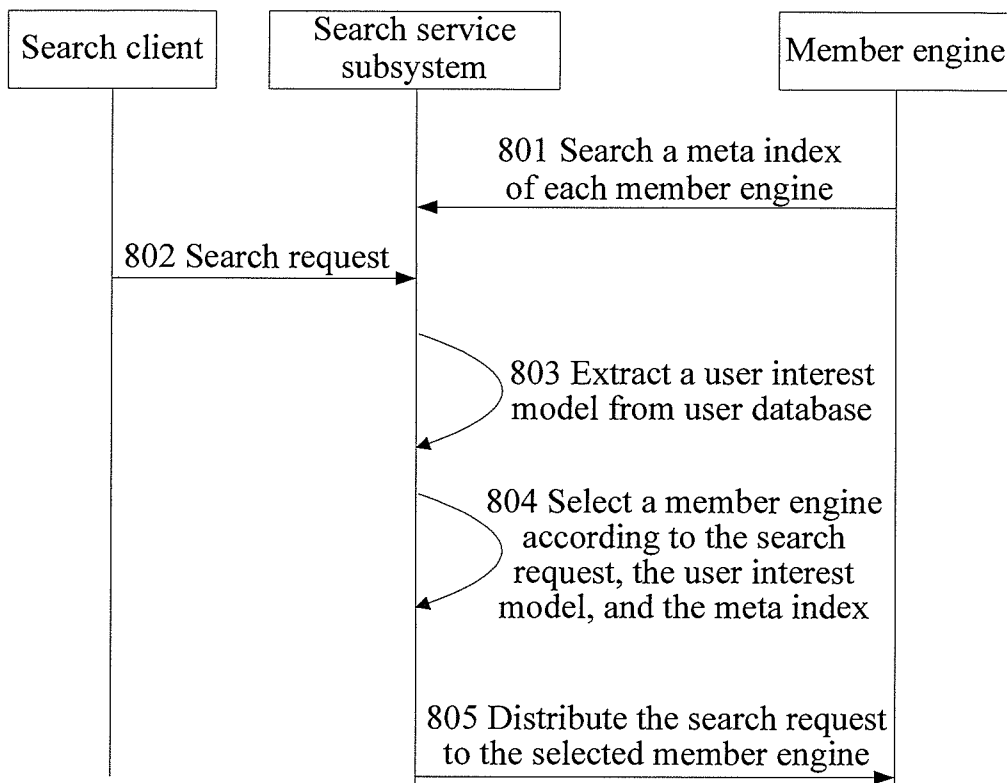 Search client
Search service
subsystem
Member engine
801 Search a meta index
of each member engine
802 Search request
803 Extract a user interest
model from user database
804 Select a member engine
according to the search
request, the user interest
model, and the meta index
805 Distribute the search request
to the selected member engine